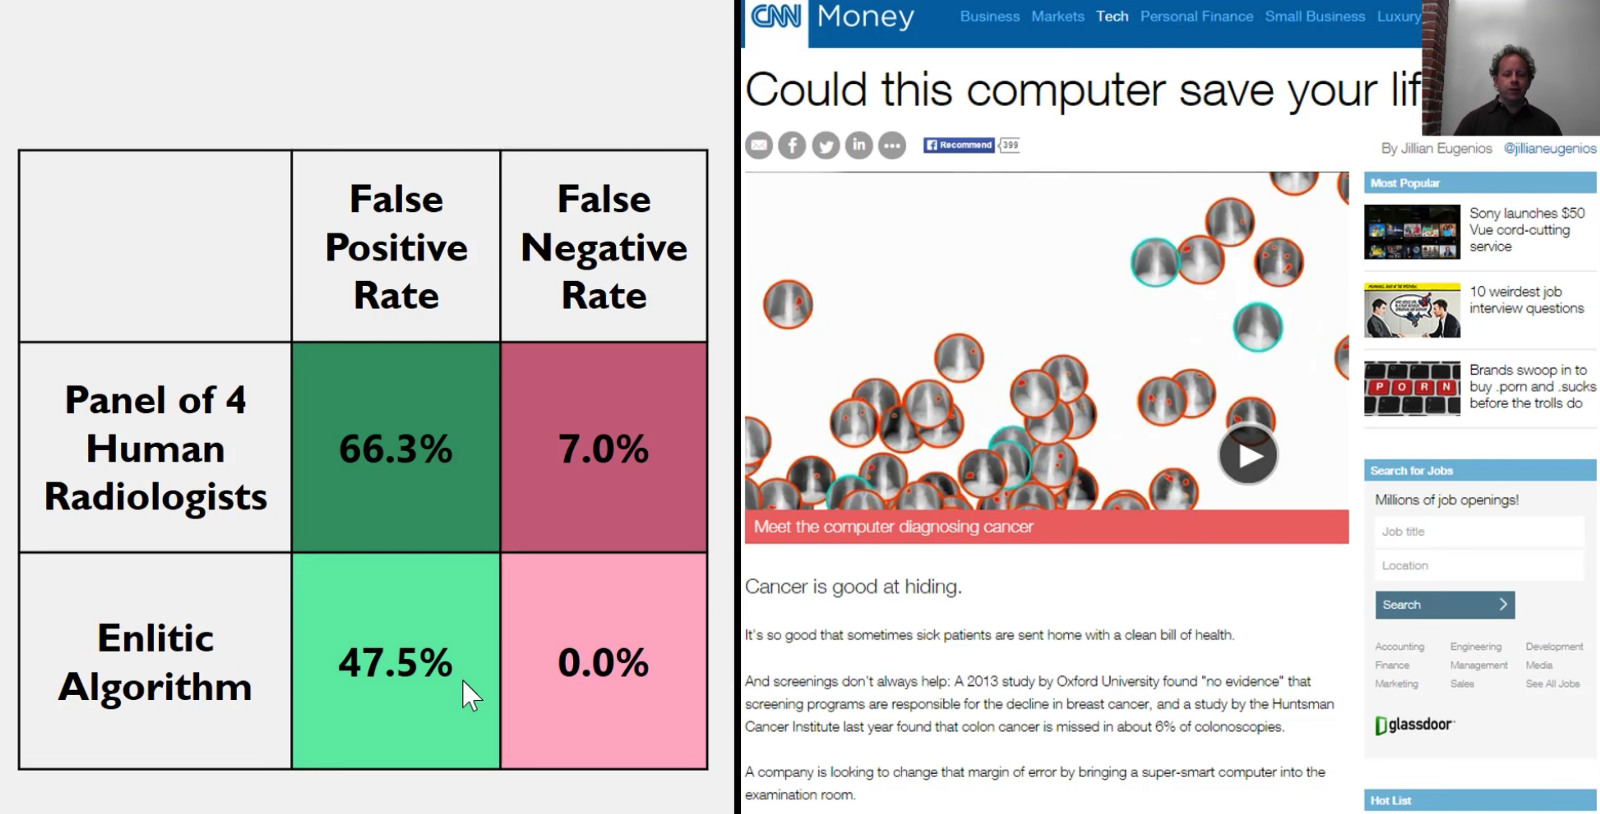 False
Positive
Rate
False
Negative
Rate
Panel of 4
Human
Radiologists
66.3%
7.0%
Enlitic
Algorithm
47.5%
0.0%
CNN Money
Business Markets Tech Personal Finance Small Business Luxury
Could this computer save your lif
Recommend 399
By Jillian Eugenios @jillianeugenios
Meet the computer diagnosing cancer
Cancer is good at hiding.
It's so good that sometimes sick patients are sent home with a clean bill of health.
And screenings don't always help: A 2013 study by Oxford University found "no evidence" that
screening programs are responsible for the decline in breast cancer, and a study by the Huntsman
Cancer Institute last year found that colon cancer is missed in about 6% of colonoscopies.
A company is looking to change that margin of error by bringing a super-smart computer into the
examination room.
Most Popular
Sony launches $50
Vue cord-cutting
service
10 weirdest job
interview questions
PORN
Brands swoop in to
buy .porn and .sucks
before the trolls do
Search for Jobs
Millions of job openings!
Job title
Location
Search
Accounting Engineering Development
Finance Management Media
Marketing Sales See All Jobs
glassdoor
Hot List